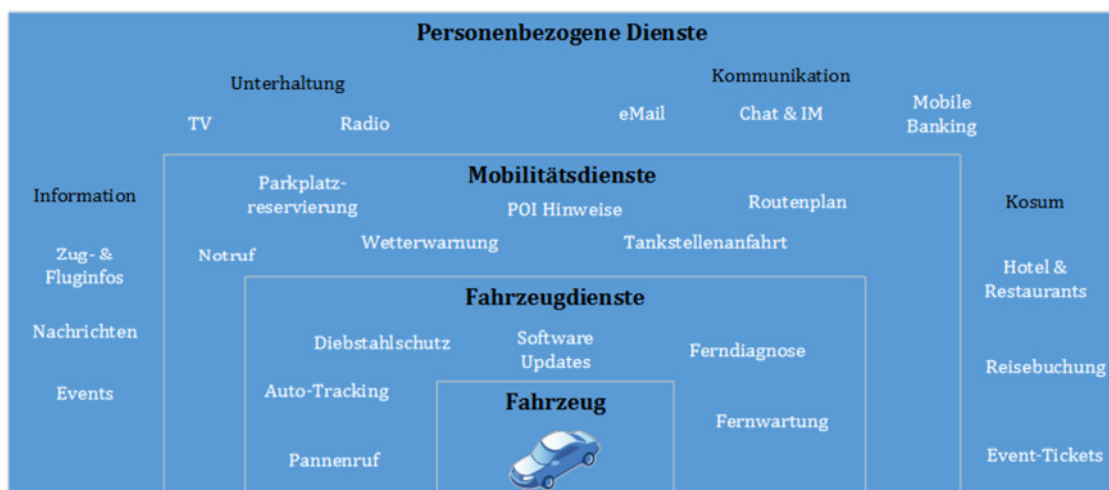 Personenbezogene Dienste
Unterhaltung
Kommunikation
TV
Radio
eMail
Chat & IM
Mobile
Banking
Mobilitätsdienste
Information
Parkplatz-
reservierung
POI Hinweise
Routenplan
Kosum
Zug- &
Fluginfos
Notruf
Wetterwarnung
Tankstellenanfahrt
Hotel &
Restaurants
Fahrzeugdienste
Nachrichten
Diebstahlschutz
Software
Updates
Ferndiagnose
Reisebuchung
Events
Auto-Tracking
Fahrzeug
Fernwartung
Pannenruf
Event-Tickets